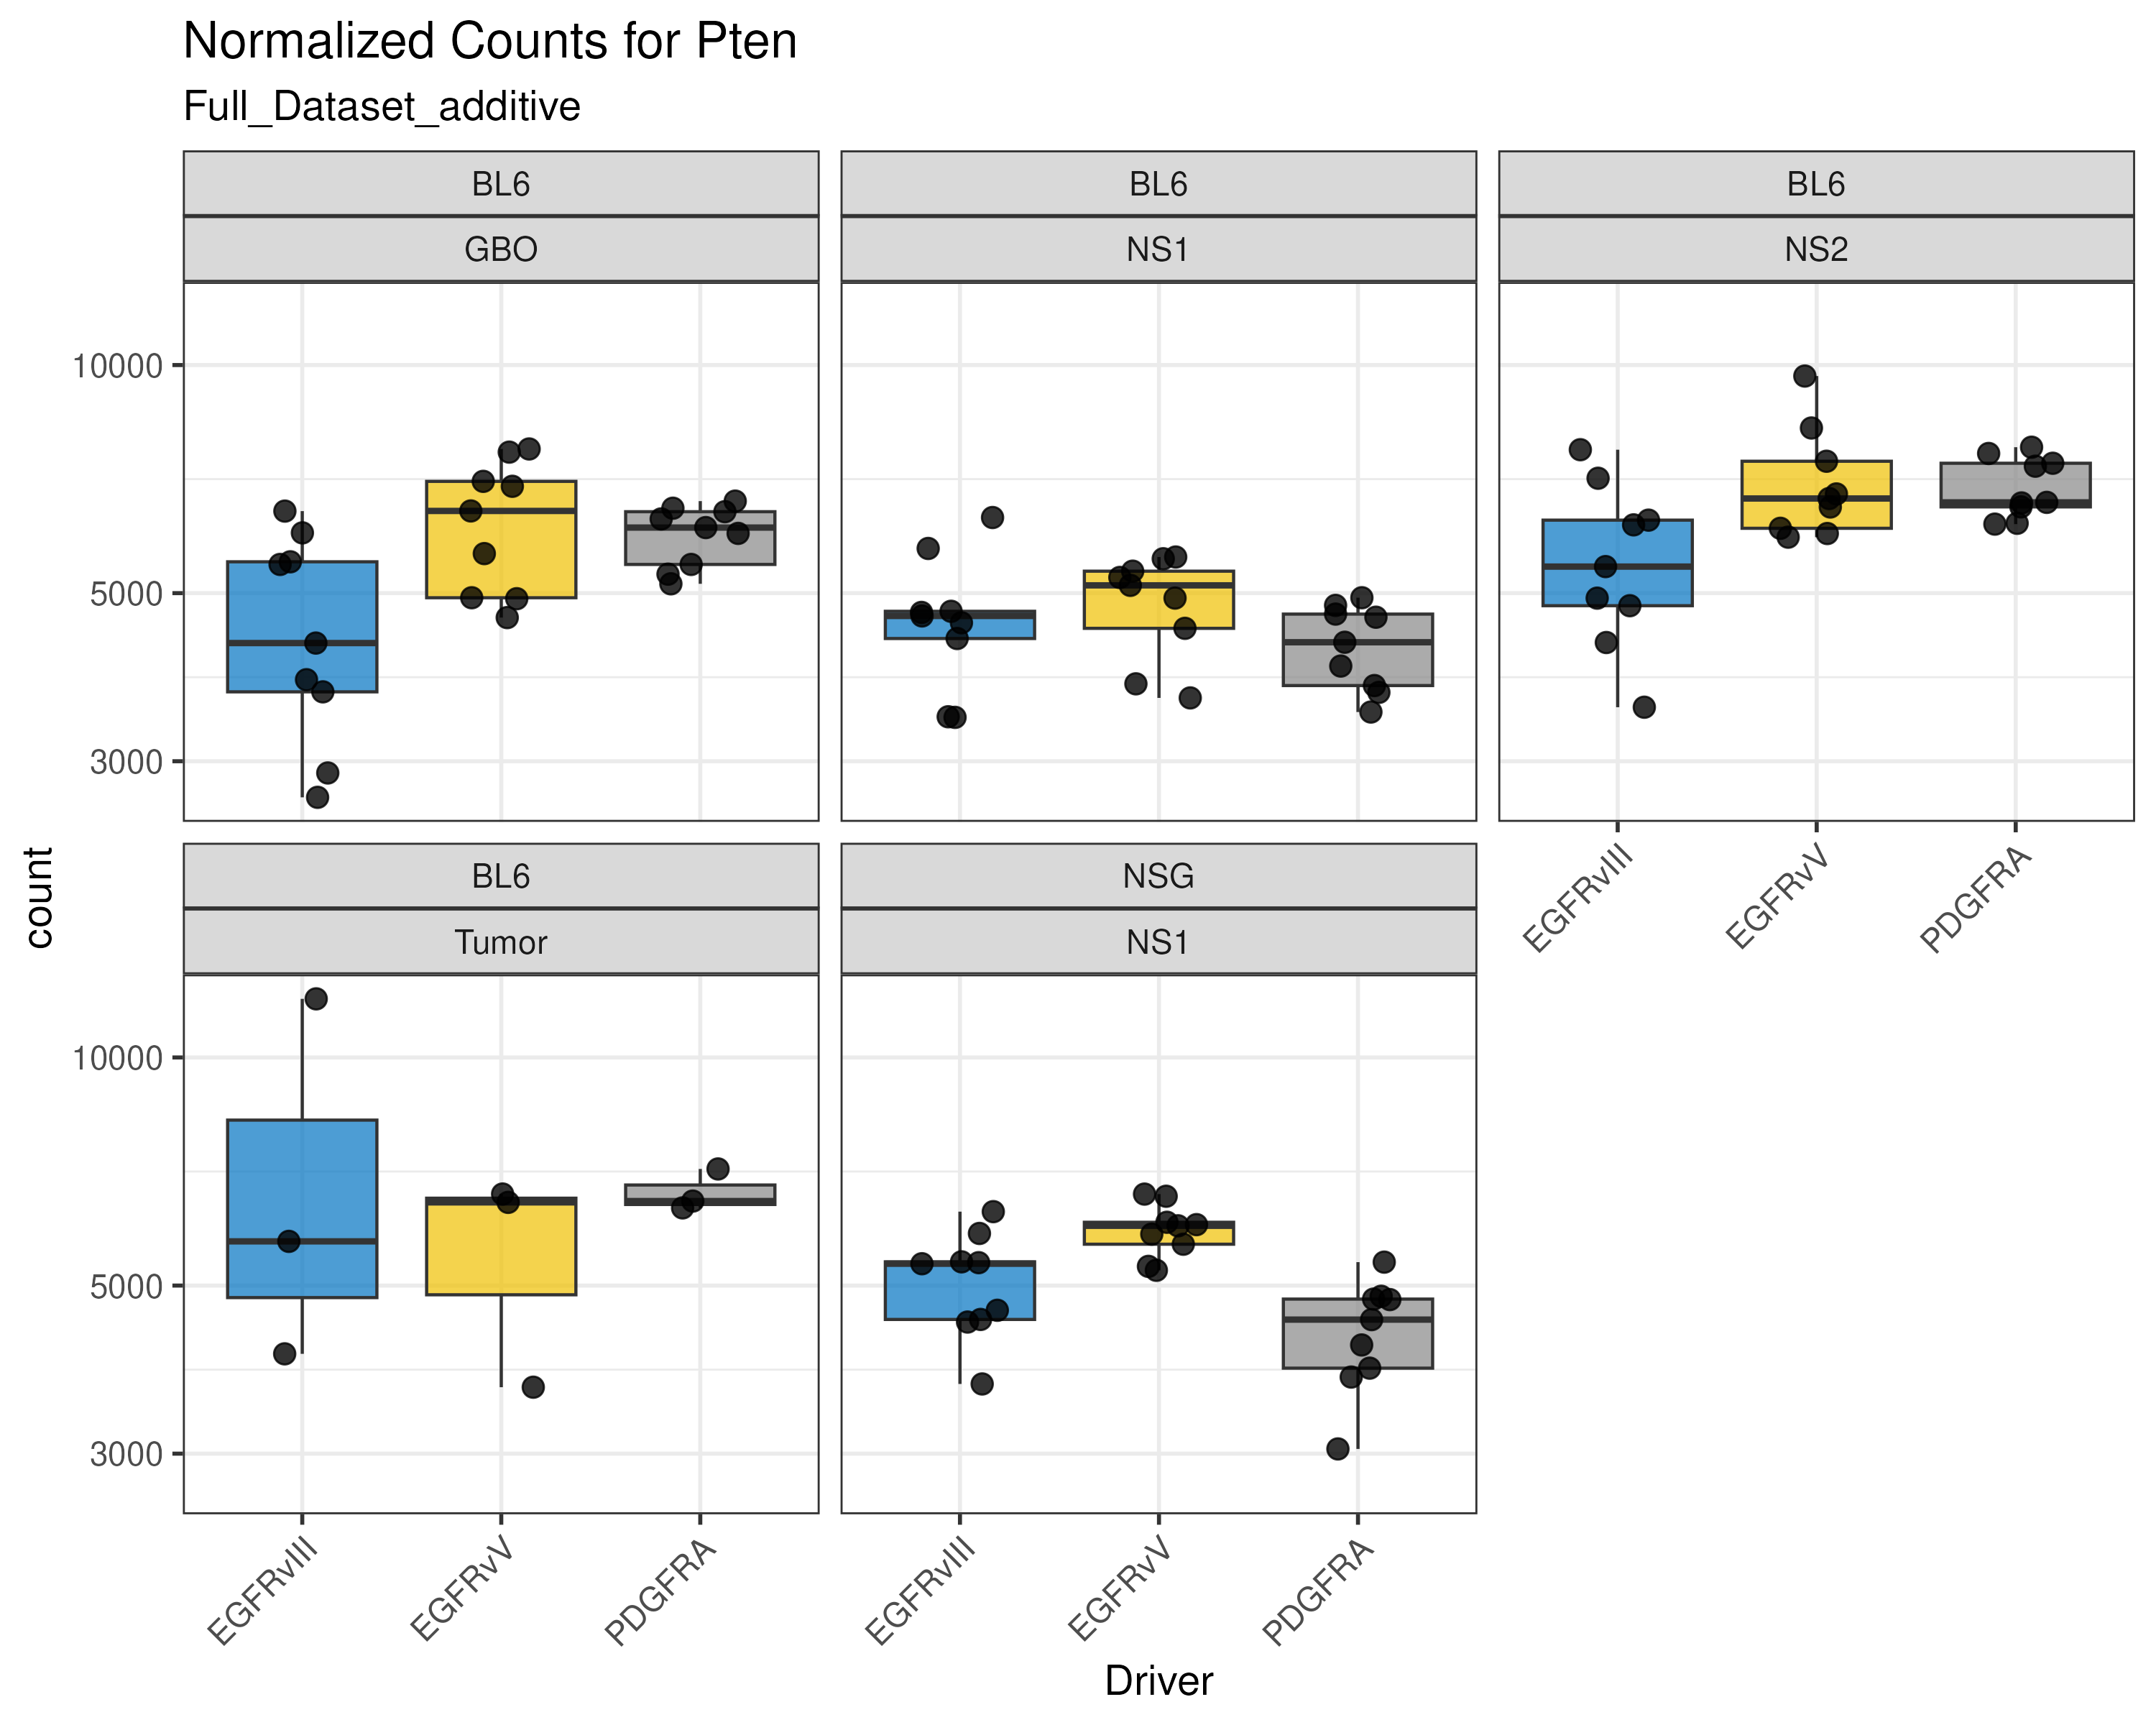 Normalized Counts for Pten
Full_Dataset_additive
BL6
GBO
BL6
NS1
BL6
NS2
10000
5000
3000
EGFRvIII
EGFRvV
PDGFRA
count
BL6
Tumor
NSG
NS1
10000
5000
3000
EGFRvIII
EGFRvV
PDGFRA
EGFRvIII
EGFRvV
PDGFRA
Driver